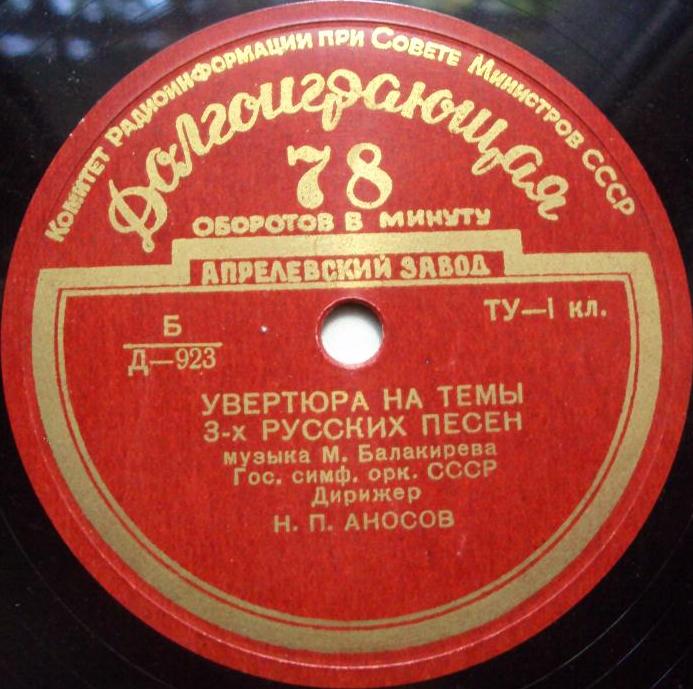 Комитет Радиоинформации при Совете Министров СССР
Долгоиграющая
78
ОБОРОТОВ В МИНУТУ
АПРЕЛЕВСКИЙ ЗАВОД
ТУ—I кл.
Б
Д—923
УВЕРТЮРА НА ТЕМЫ
3-х РУССКИХ ПЕСЕН
музыка М. Балакирева
Гос. симф. орк. СССР
Дирижер
Н. П. АНОСОВ